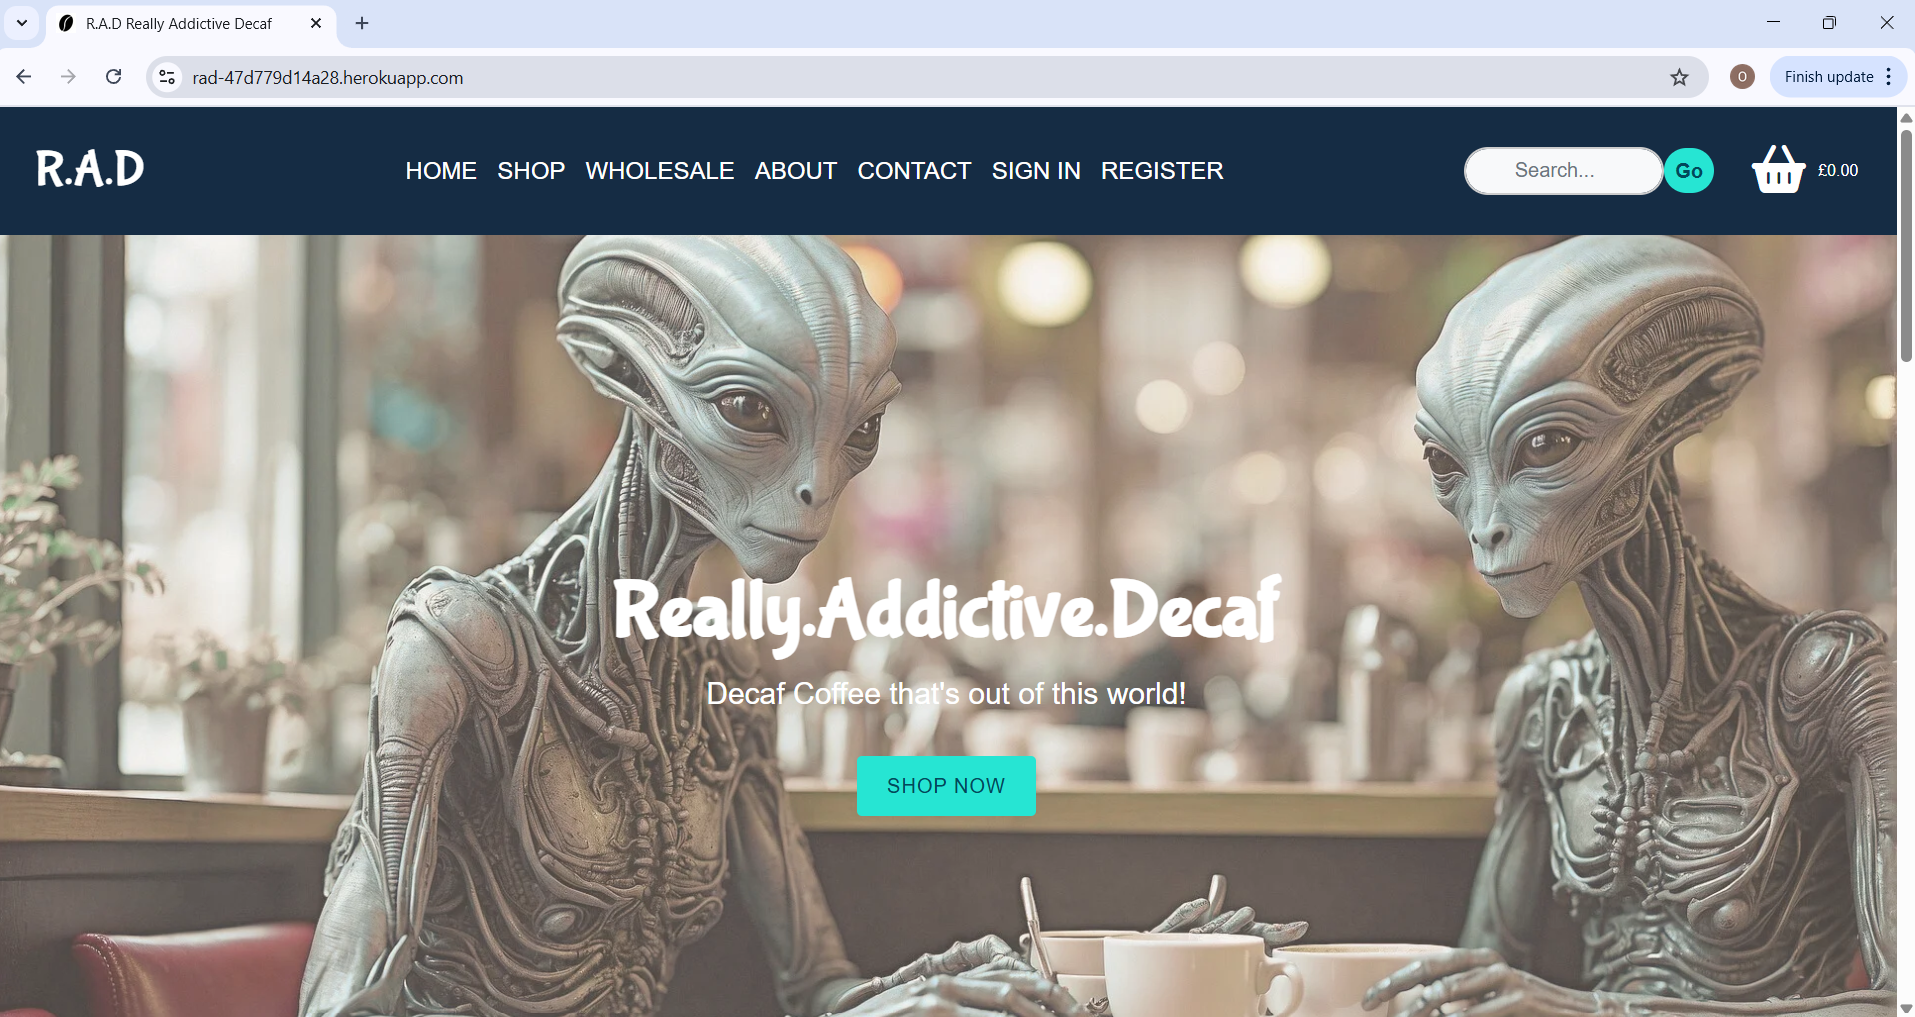 R.A.D Really Addictive Decaf
rad-47d779d14a28.herokuapp.com
O
Finish update
R.A.D
HOME SHOP WHOLESALE ABOUT CONTACT SIGN IN REGISTER
Search...
Go
£0.00
Really.Addictive.Decaf
Decaf Coffee that's out of this world!
SHOP NOW